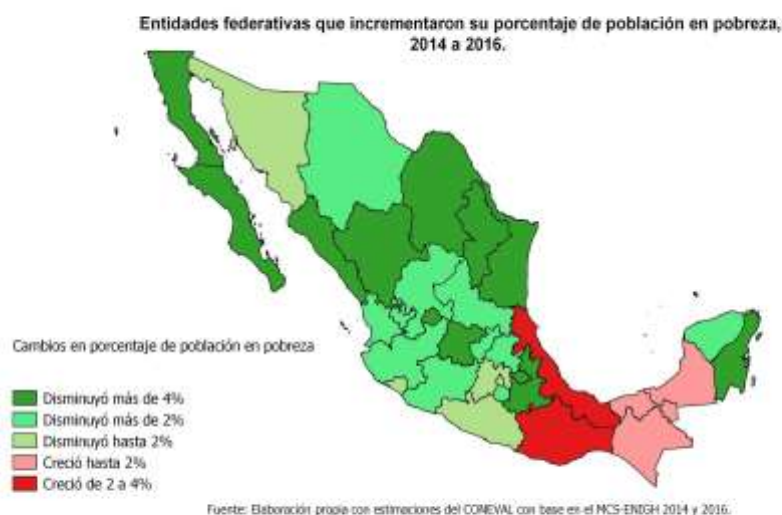 Entidades federativas que incrementaron su porcentaje de población en pobreza,
2014 a 2016.
Cambios en porcentaje de población en pobreza
Disminuyó más de 4%
Disminuyó más de 2%
Disminuyó hasta 2%
Creció hasta 2%
Creció de 2 a 4%
Fuente: Elaboración propia con estimaciones del CONEVAL con base en el MCS-ENIGH 2014 y 2016.